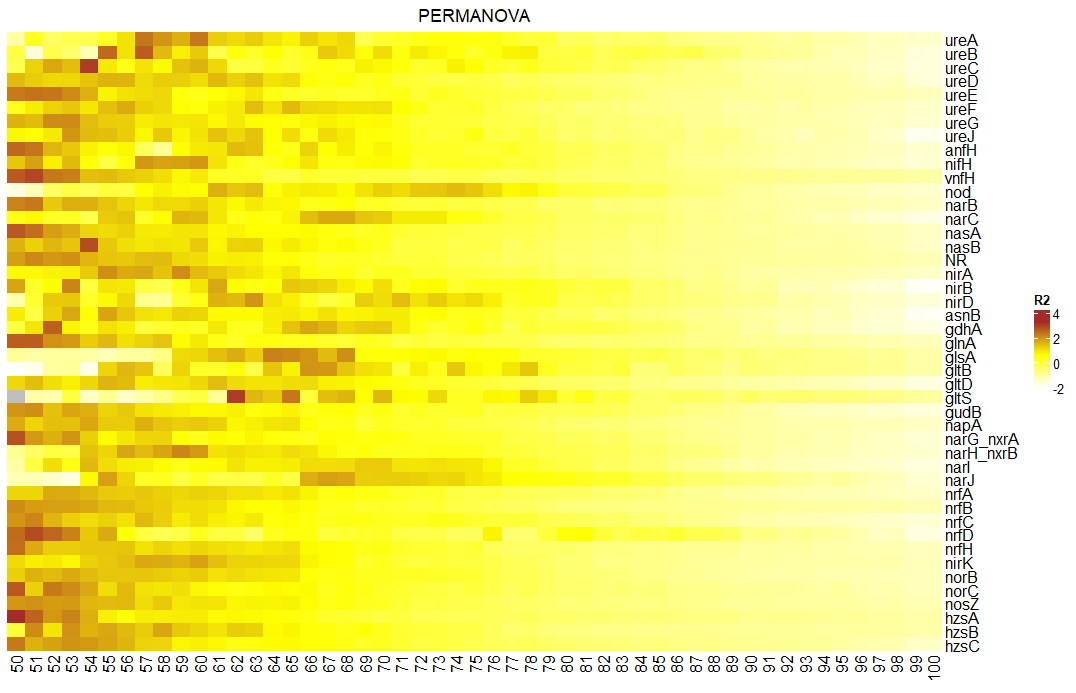 PERMANOVA
ureA
ureB
ureC
ureD
ureE
ureF
ureG
ureJ
anfH
nifH
vnfH
nod
narB
narC
nasA
nasB
NR
nirA
nirB
nirD
asnB
gdhA
glnA
glsA
gltB
gltD
gltS
gudB
napA
narG_nxrA
narH_nxrB
narI
narJ
nrfA
nrfB
nrfC
nrfD
nrfH
nirK
norB
norC
nosZ
hzsA
hzsB
hzsC
R2
4
2
0
-2
50 51 52 53 54 55 56 57 58 59 60 61 62 63 64 65 66 67 68 69 70 71 72 73 74 75 76 77 78 79 80 81 82 83 84 85 86 87 88 89 90 91 92 93 94 95 96 97 98 99 100